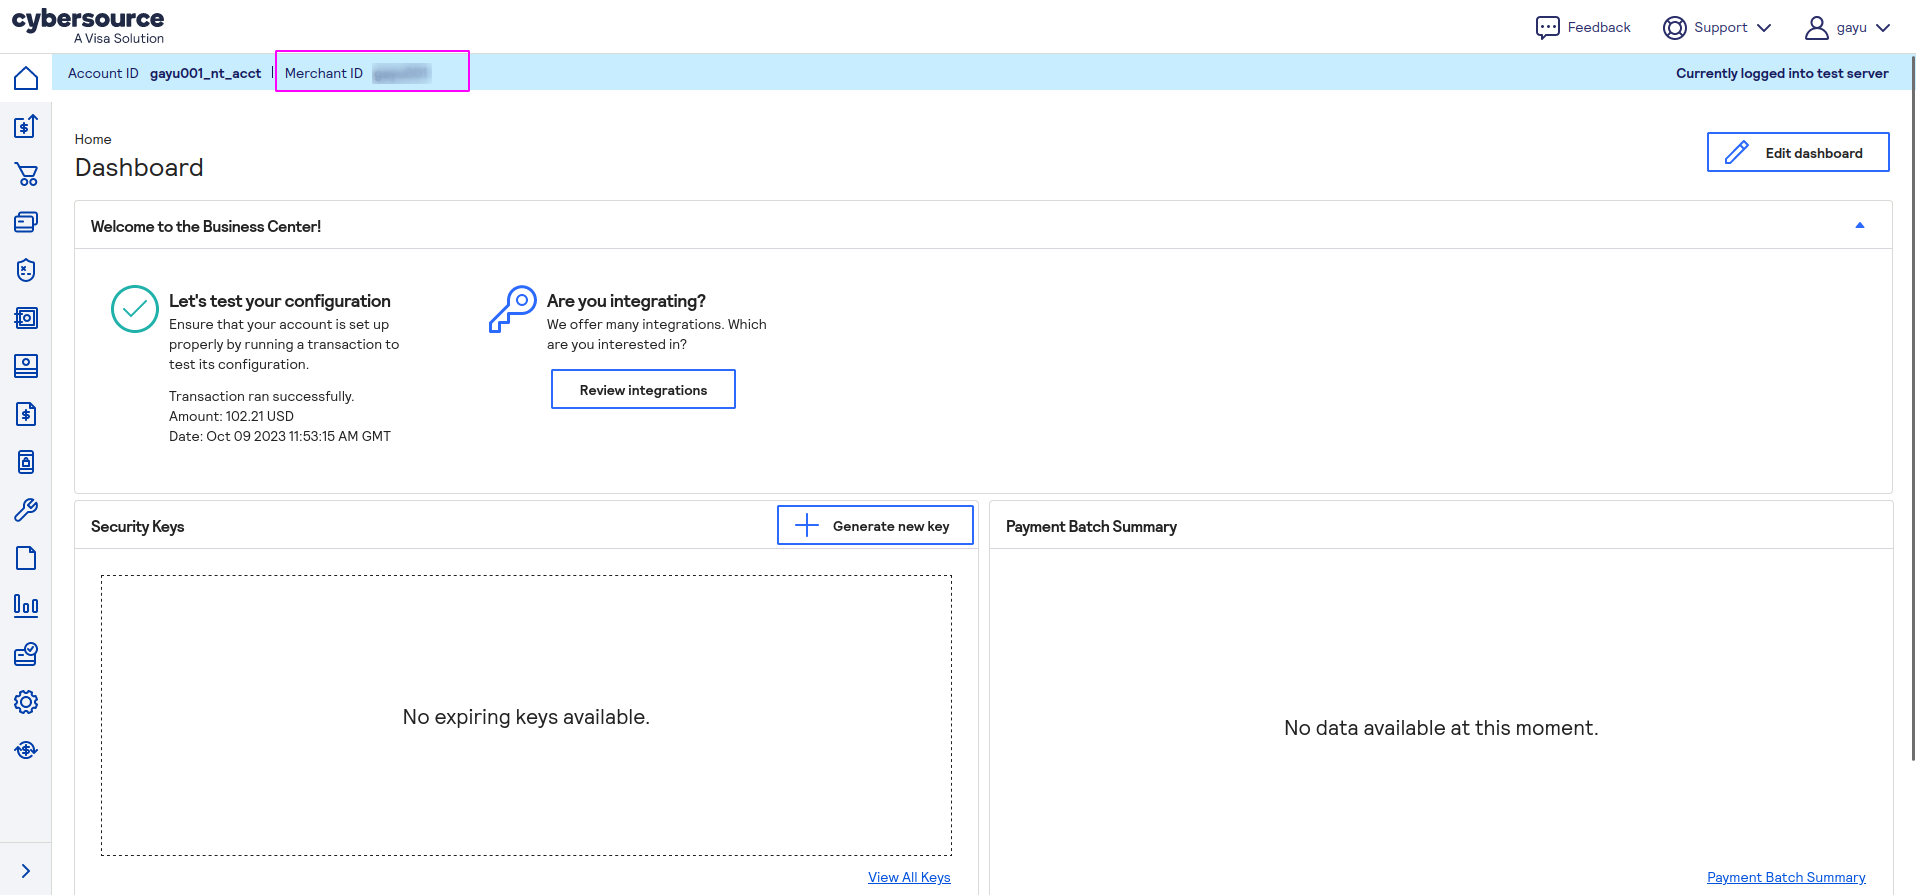 cybersource
A Visa Solution
Feedback
Support
gayu
Account ID gayu001_nt_acct | Merchant ID
Currently logged into test server
Home
Dashboard
Edit dashboard
Welcome to the Business Center!
Let's test your configuration
Ensure that your account is set up
properly by running a transaction to
test its configuration.
Transaction ran successfully.
Amount: 102.21 USD
Date: Oct 09 2023 11:53:15 AM GMT
Are you integrating?
We offer many integrations. Which
are you interested in?
Review integrations
Security Keys
Generate new key
No expiring keys available.
View All Keys
Payment Batch Summary
No data available at this moment.
Payment Batch Summary